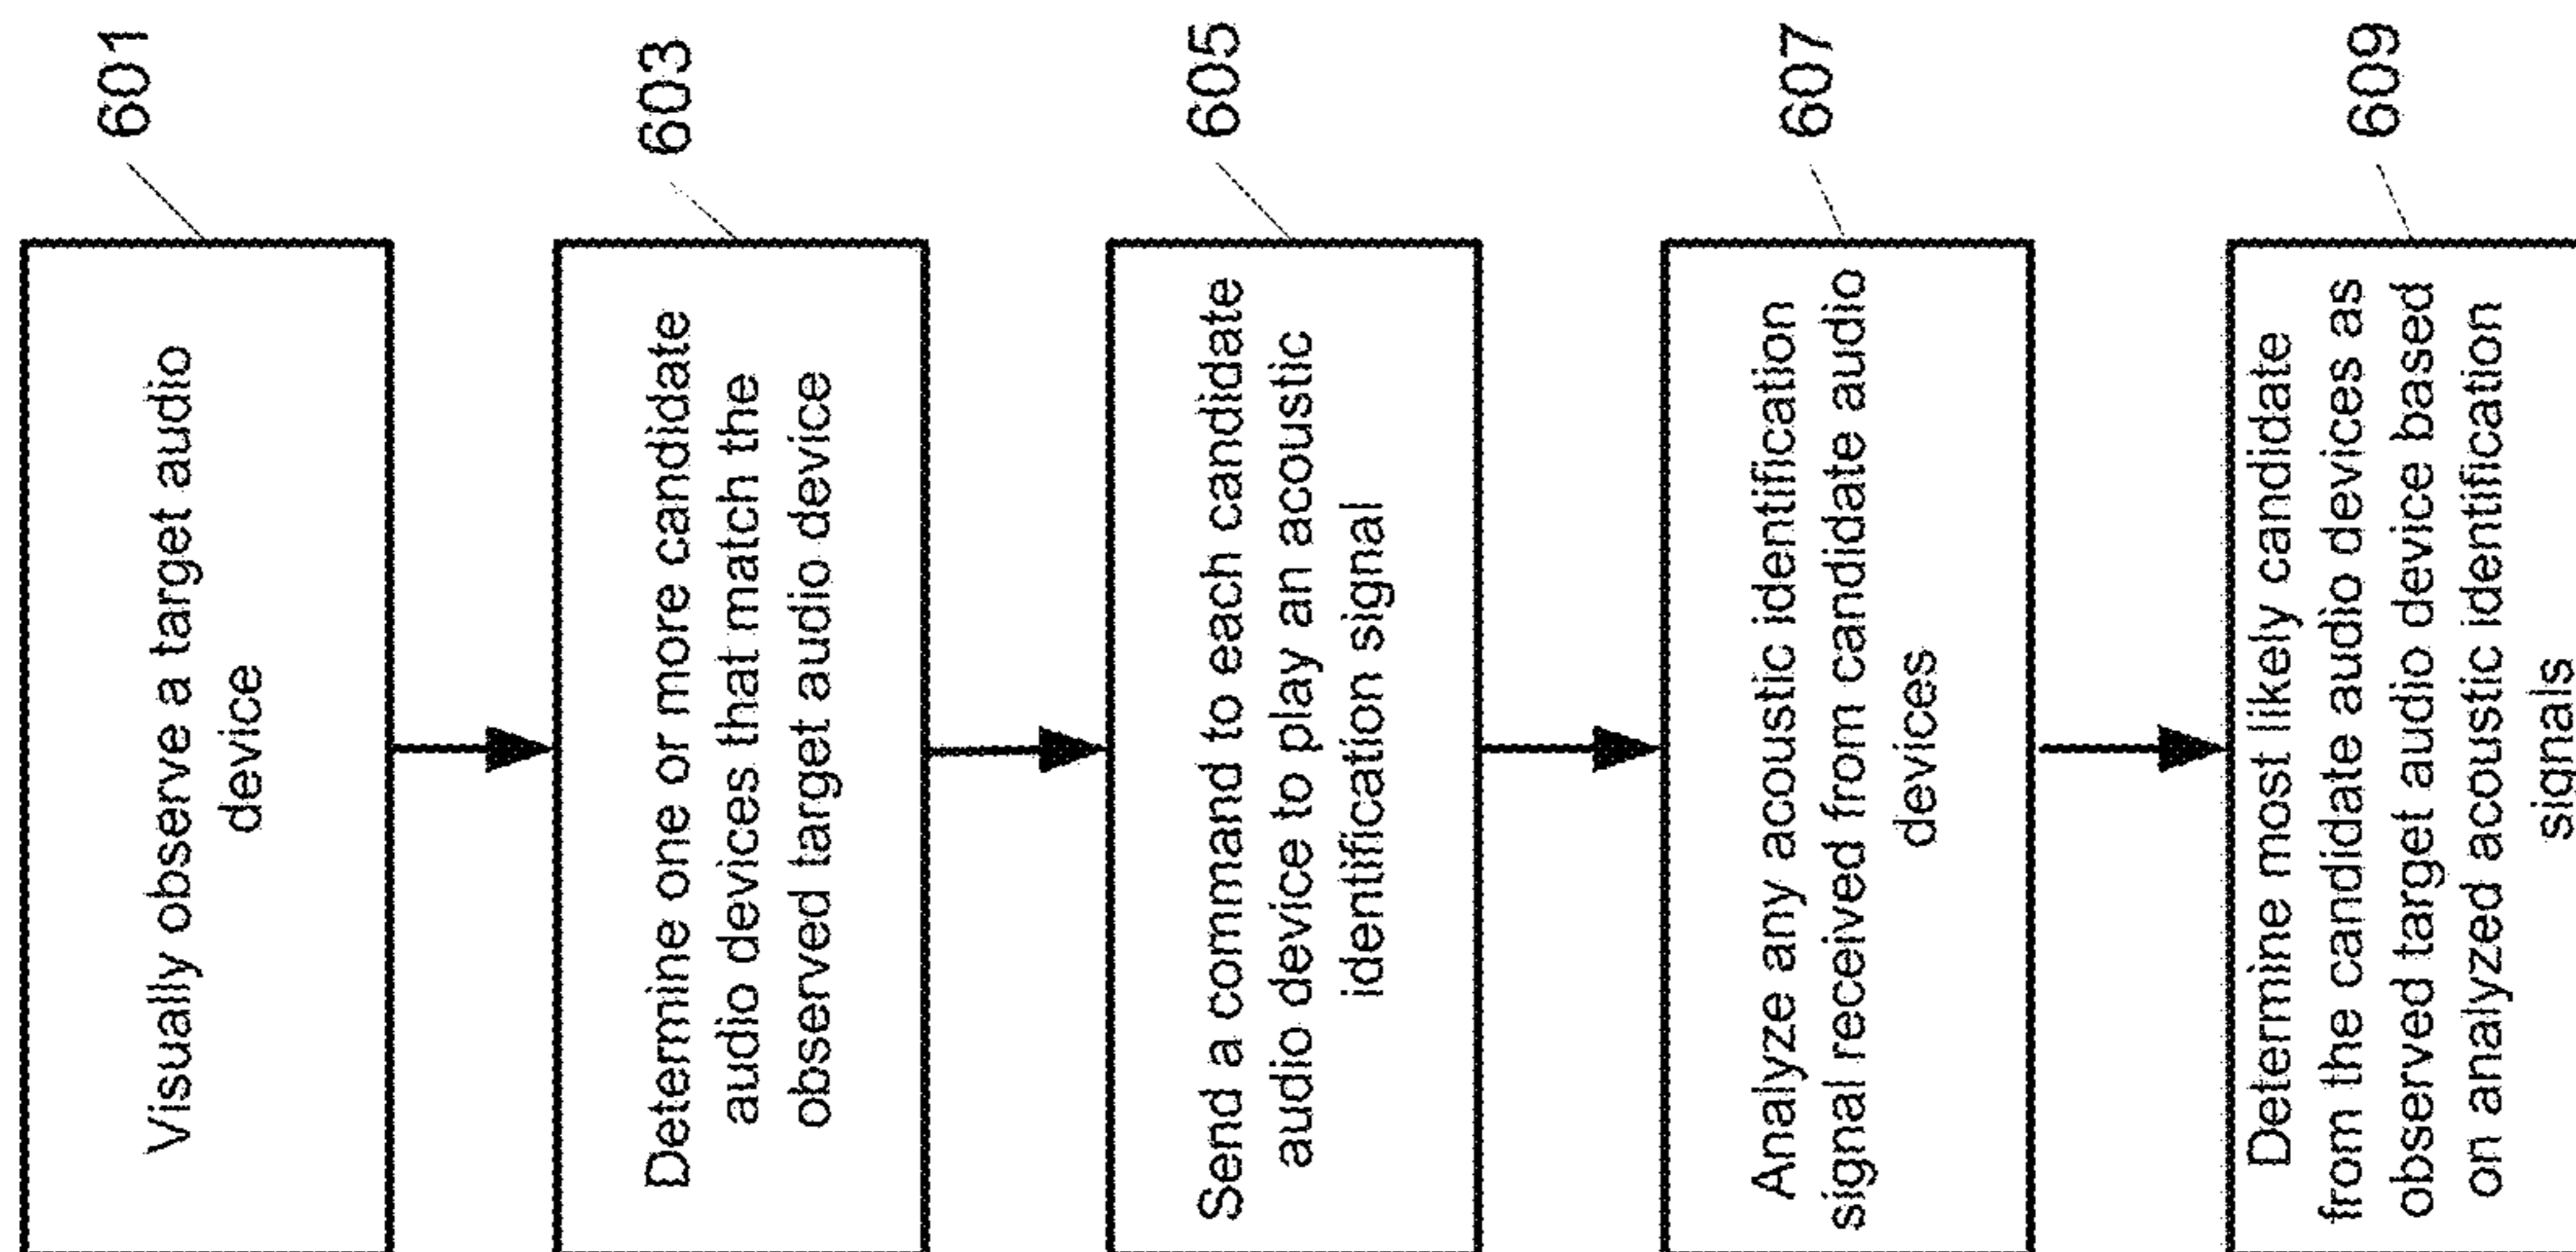 601
Visually observe a target audio
device
603
Determine one or more candidate
audio devices that match the
observed target audio device
605
Send a command to each candidate
audio device to play an acoustic
identification signal
607
Analyze any acoustic identification
signal received from candidate audio
devices
609
Determine most likely candidate
from the candidate audio devices as
observed target audio device based
on analyzed acoustic identification
signals